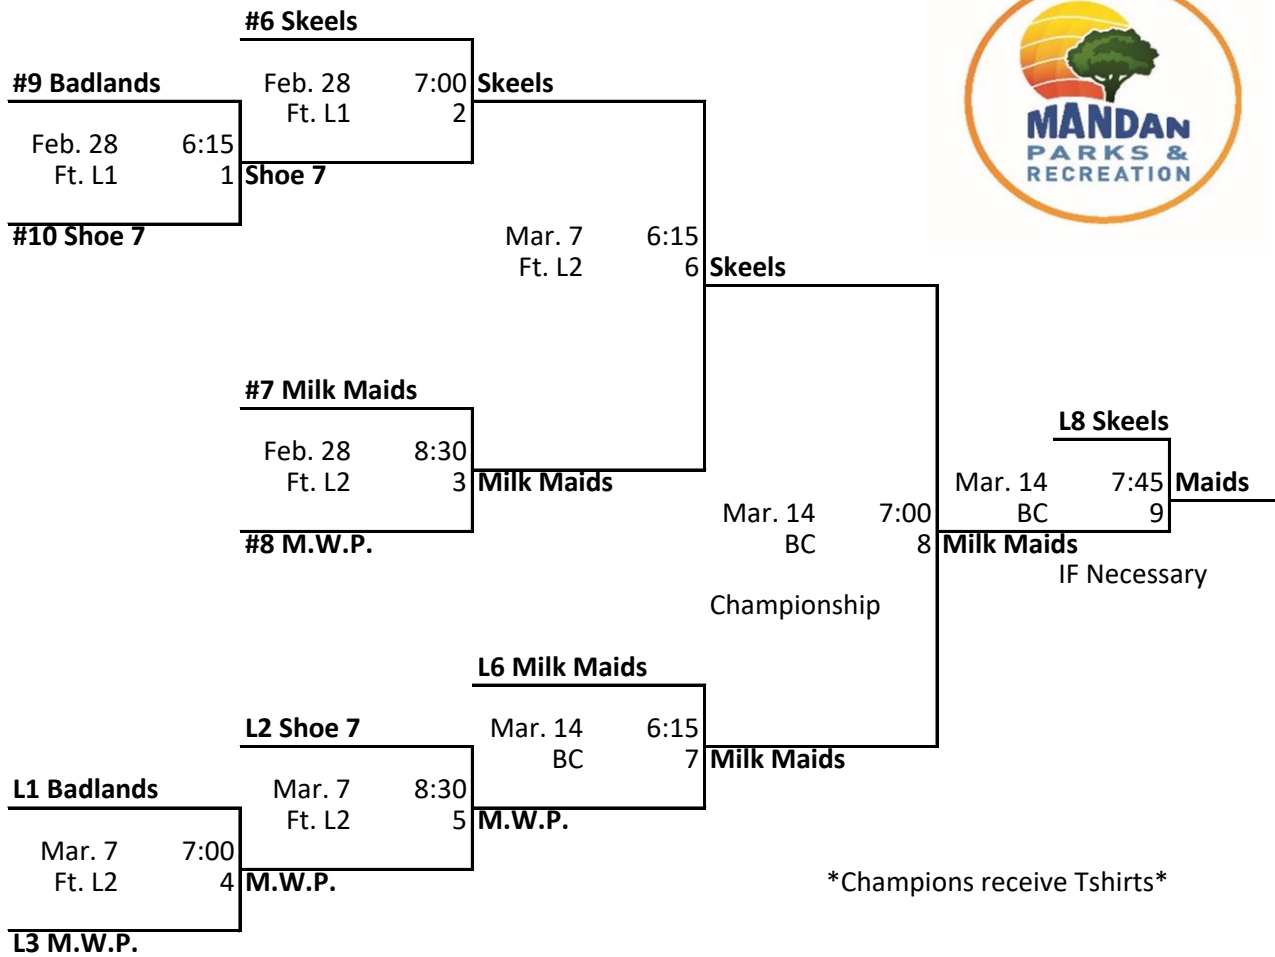 #6 Skeels
#9 Badlands
Feb. 28 7:00 Skeels
Ft. L1 2
Feb. 28 6:15
Ft. L1 1 Shoe 7
#10 Shoe 7
MANDAN
PARKS &
RECREATION
Mar. 7 6:15
Ft. L2 6 Skeels
#7 Milk Maids
L8 Skeels
Feb. 28 8:30
Ft. L2 3 Milk Maids
Mar. 14 7:45 Maids
BC 9
#8 M.W.P.
Mar. 14 7:00
BC 8 Milk Maids
IF Necessary
Championship
L6 Milk Maids
L2 Shoe 7
Mar. 14 6:15
BC 7 Milk Maids
L1 Badlands
Mar. 7 8:30
Ft. L2 5 M.W.P.
Mar. 7 7:00
Ft. L2 4 M.W.P.
*Champions receive Tshirts*
L3 M.W.P.